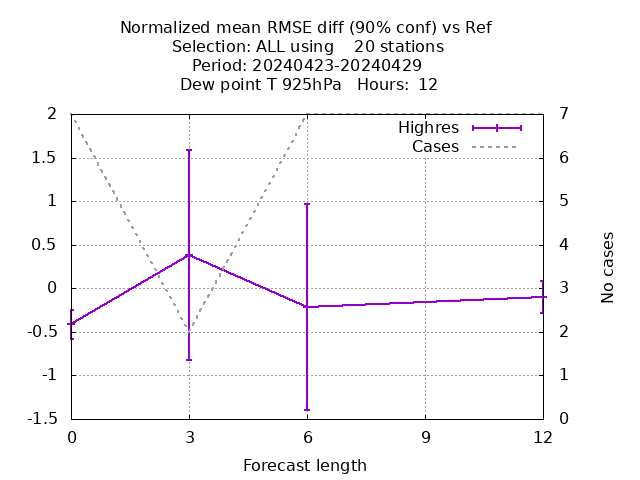 Normalized mean RMSE diff (90% conf) vs Ref
Selection: ALL using    20 stations
Period: 20240423-20240429
Dew point T 925hPa   Hours:  12
2
7
Highres
Cases
1.5
6
1
5
0.5
4
0
3
-0.5
2
-1
1
-1.5
0
No cases
0
3
6
9
12
Forecast length